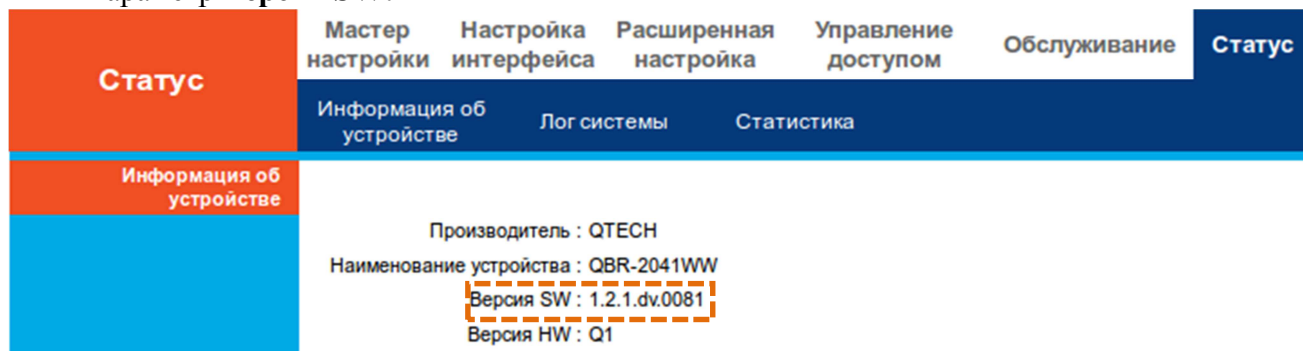 Мастер настройки
Настройка интерфейса
Расширенная настройка
Управление доступом
Обслуживание
Статус
Статус
Информация об устройстве
Лог системы
Статистика
Информация об устройстве
Производитель : QTECH
Наименование устройства : QBR-2041WW
Версия SW : 1.2.1.dv.0081
Версия HW : Q1